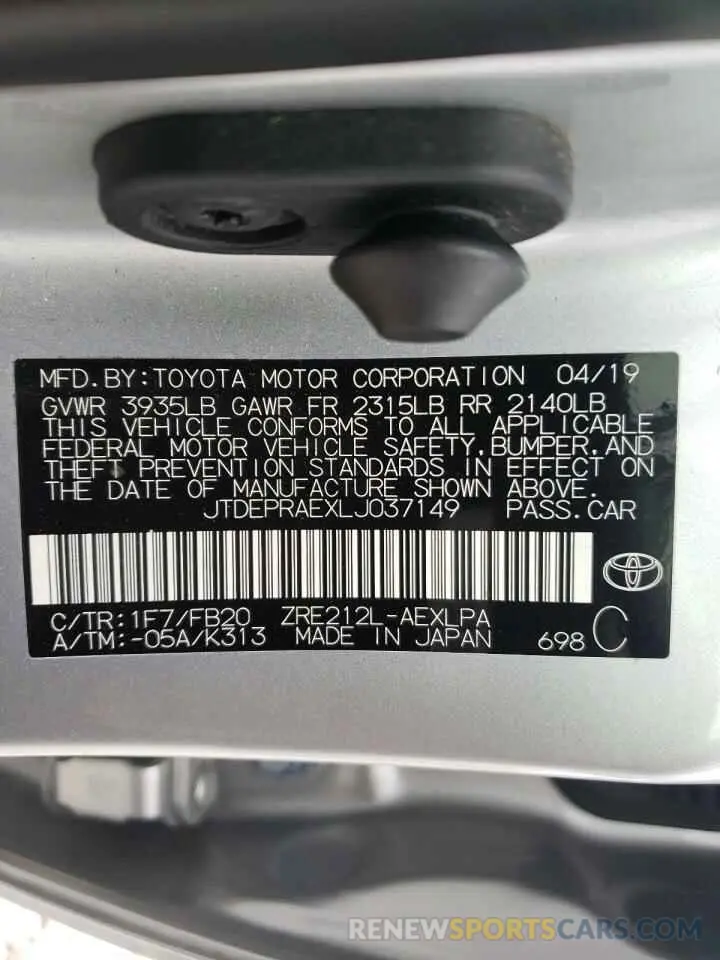 MFD.BY:TOYOTA MOTOR CORPORATION 04/19
GVWR 3935LB GAWR FR 2315LB RR 2140LB
THIS VEHICLE CONFORMS TO ALL APPLICABLE
FEDERAL MOTOR VEHICLE SAFETY,BUMPER,AND
THEFT PREVENTION STANDARDS IN EFFECT ON
THE DATE OF MANUFACTURE SHOWN ABOVE.
JTDEPRAEXLJ037149 PASS.CAR
C/TR:1F7/FB20 ZRE212L-AEXLPA
A/TM:-05A/K313 MADE IN JAPAN 698 C
RENEWSPORTSCARS.COM